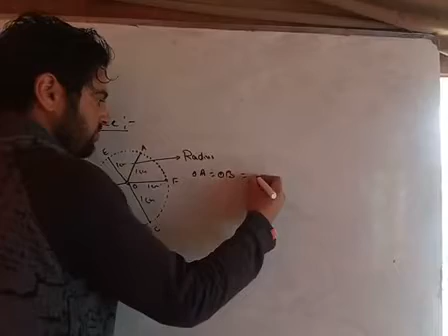 A
E
1cm
1cm
Radius
O
1cm
F
OA = OB =
1cm